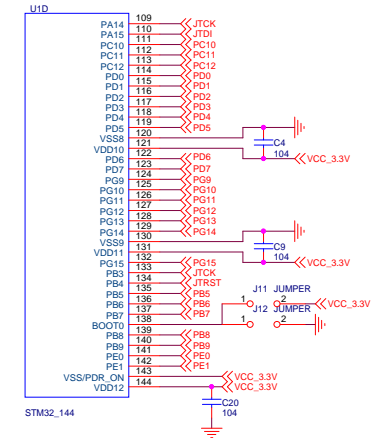 U1D
PA14 109 JTCK
PA15 110 JTDI
PC10 111 PC10
PC11 112 PC11
PC12 113 PC12
PD0 114 PD0
PD1 115 PD1
PD2 116 PD2
PD3 117 PD3
PD4 118 PD4
PD5 119 PD5
VSS8 120
C4
VDD10 121
104 VCC_3.3V
PD6 122 PD6
PD7 123 PD7
PG9 124 PG9
PG10 125 PG10
PG11 126 PG11
PG12 127 PG12
PG13 128 PG13
PG14 129 PG14
VSS9 130
C9
VDD11 131
104 VCC_3.3V
PG15 132 PG15
PB3 133 JTCK
PB4 134 JTRST
PB5 135 PB5
J11 JUMPER
PB6 136 PB6
1 2 VCC_3.3V
PB7 137 PB7
J12 JUMPER
BOOT0 138
1 2
PB8 139 PB8
PB9 140 PB9
PE0 141 PE0
PE1 142 PE1
VSS/PDR_ON 143 VCC_3.3V
VDD12 144 VCC_3.3V
C20
104
STM32_144